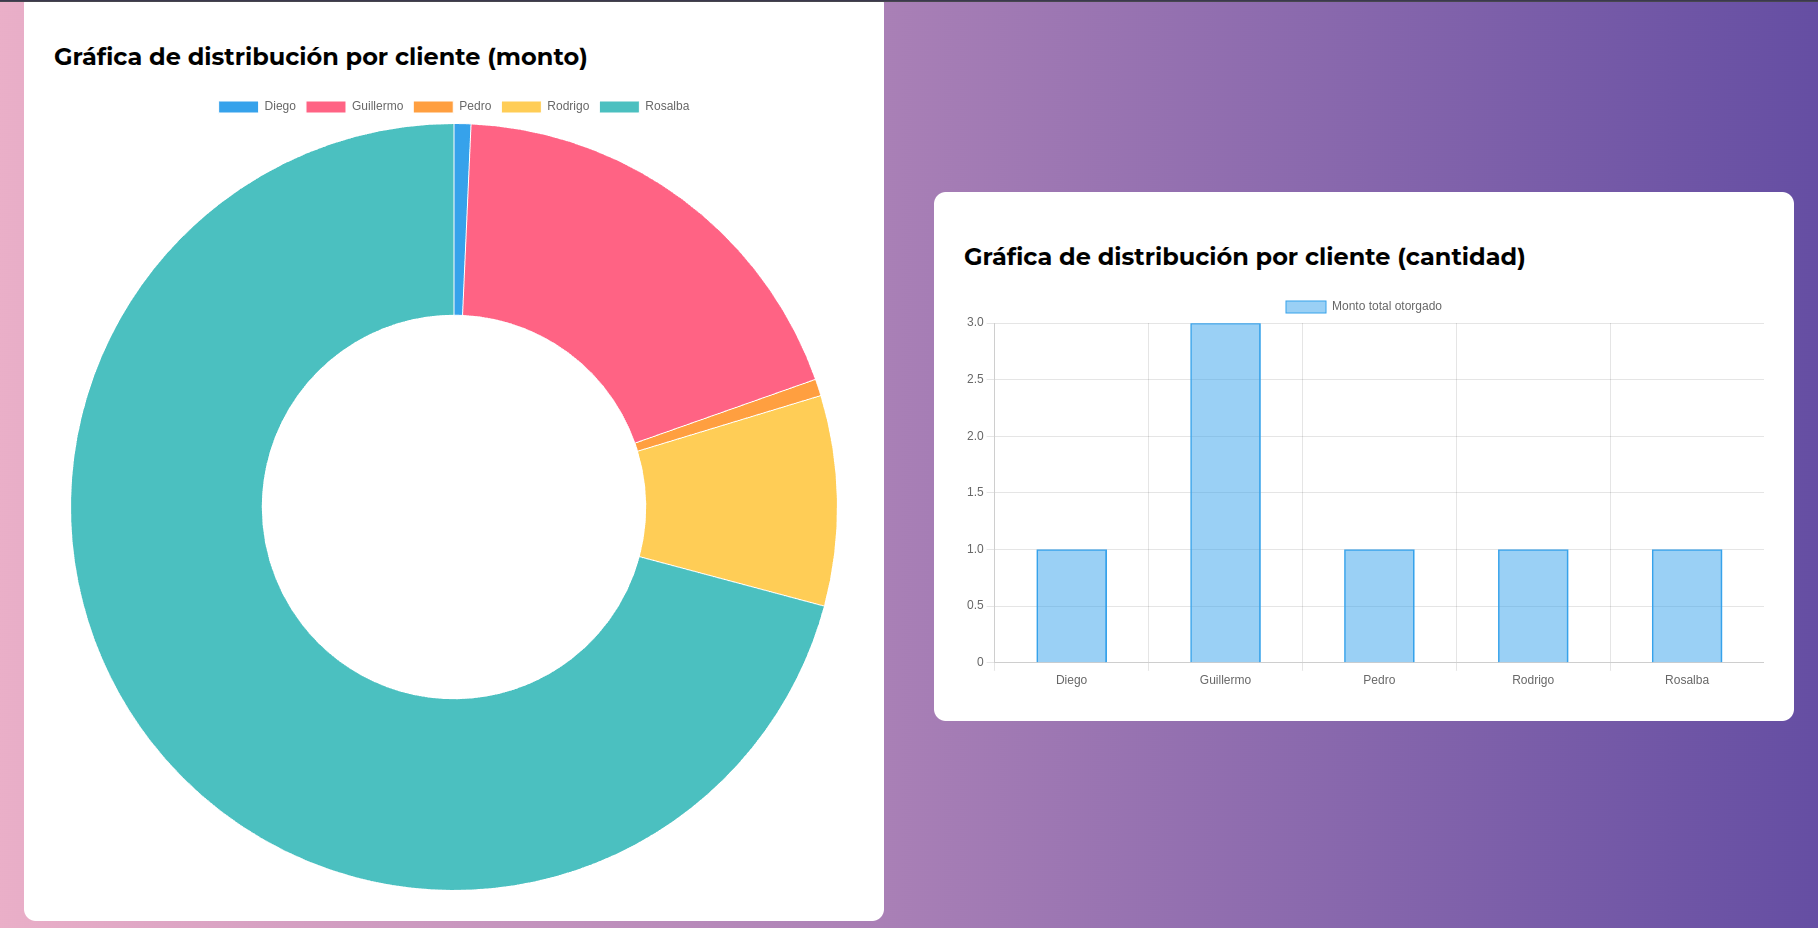 Gráfica de distribución por cliente (monto)
Diego Guillermo Pedro Rodrigo Rosalba
Gráfica de distribución por cliente (cantidad)
Monto total otorgado
3.0
2.5
2.0
1.5
1.0
0.5
0
Diego Guillermo Pedro Rodrigo Rosalba